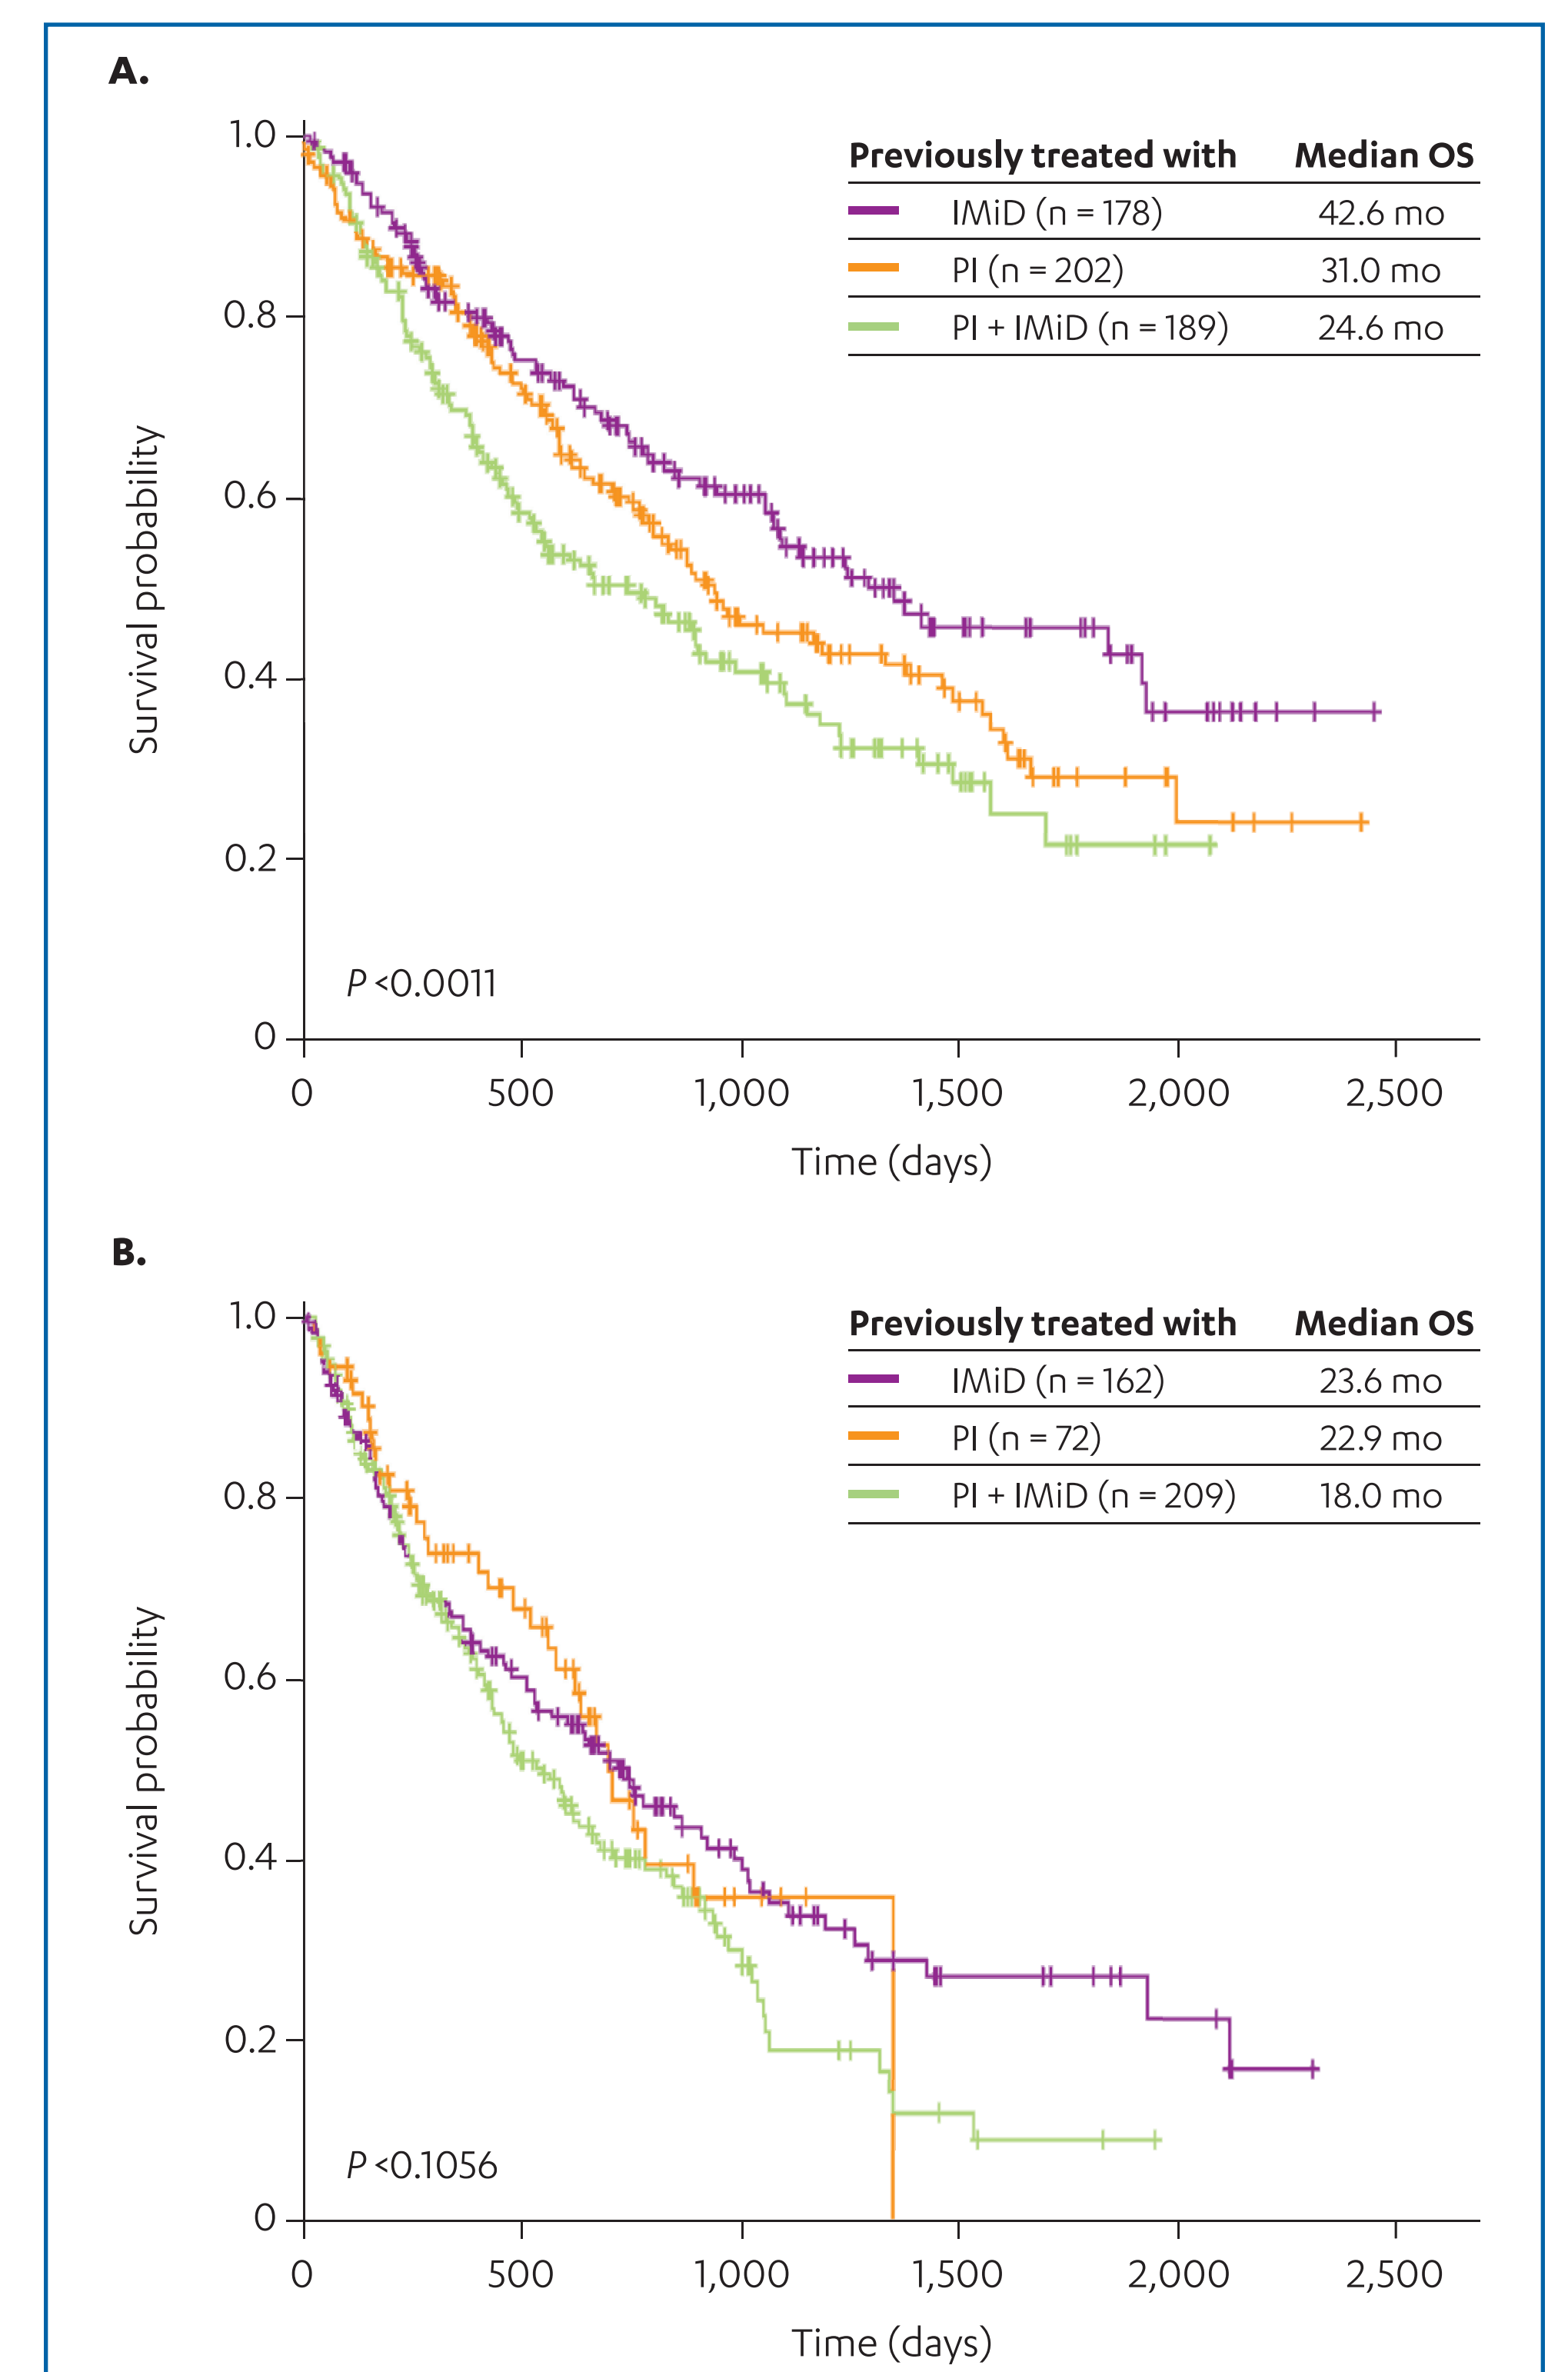 A.
1.0
0.8
0.6
0.4
0.2
0
Survival probability
Previously treated with Median OS
IMiD (n = 178) 42.6 mo
PI (n = 202) 31.0 mo
PI + IMiD (n = 189) 24.6 mo
P <0.0011
0 500 1,000 1,500 2,000 2,500
Time (days)
B.
1.0
0.8
0.6
0.4
0.2
0
Survival probability
Previously treated with Median OS
IMiD (n = 162) 23.6 mo
PI (n = 72) 22.9 mo
PI + IMiD (n = 209) 18.0 mo
P <0.1056
0 500 1,000 1,500 2,000 2,500
Time (days)